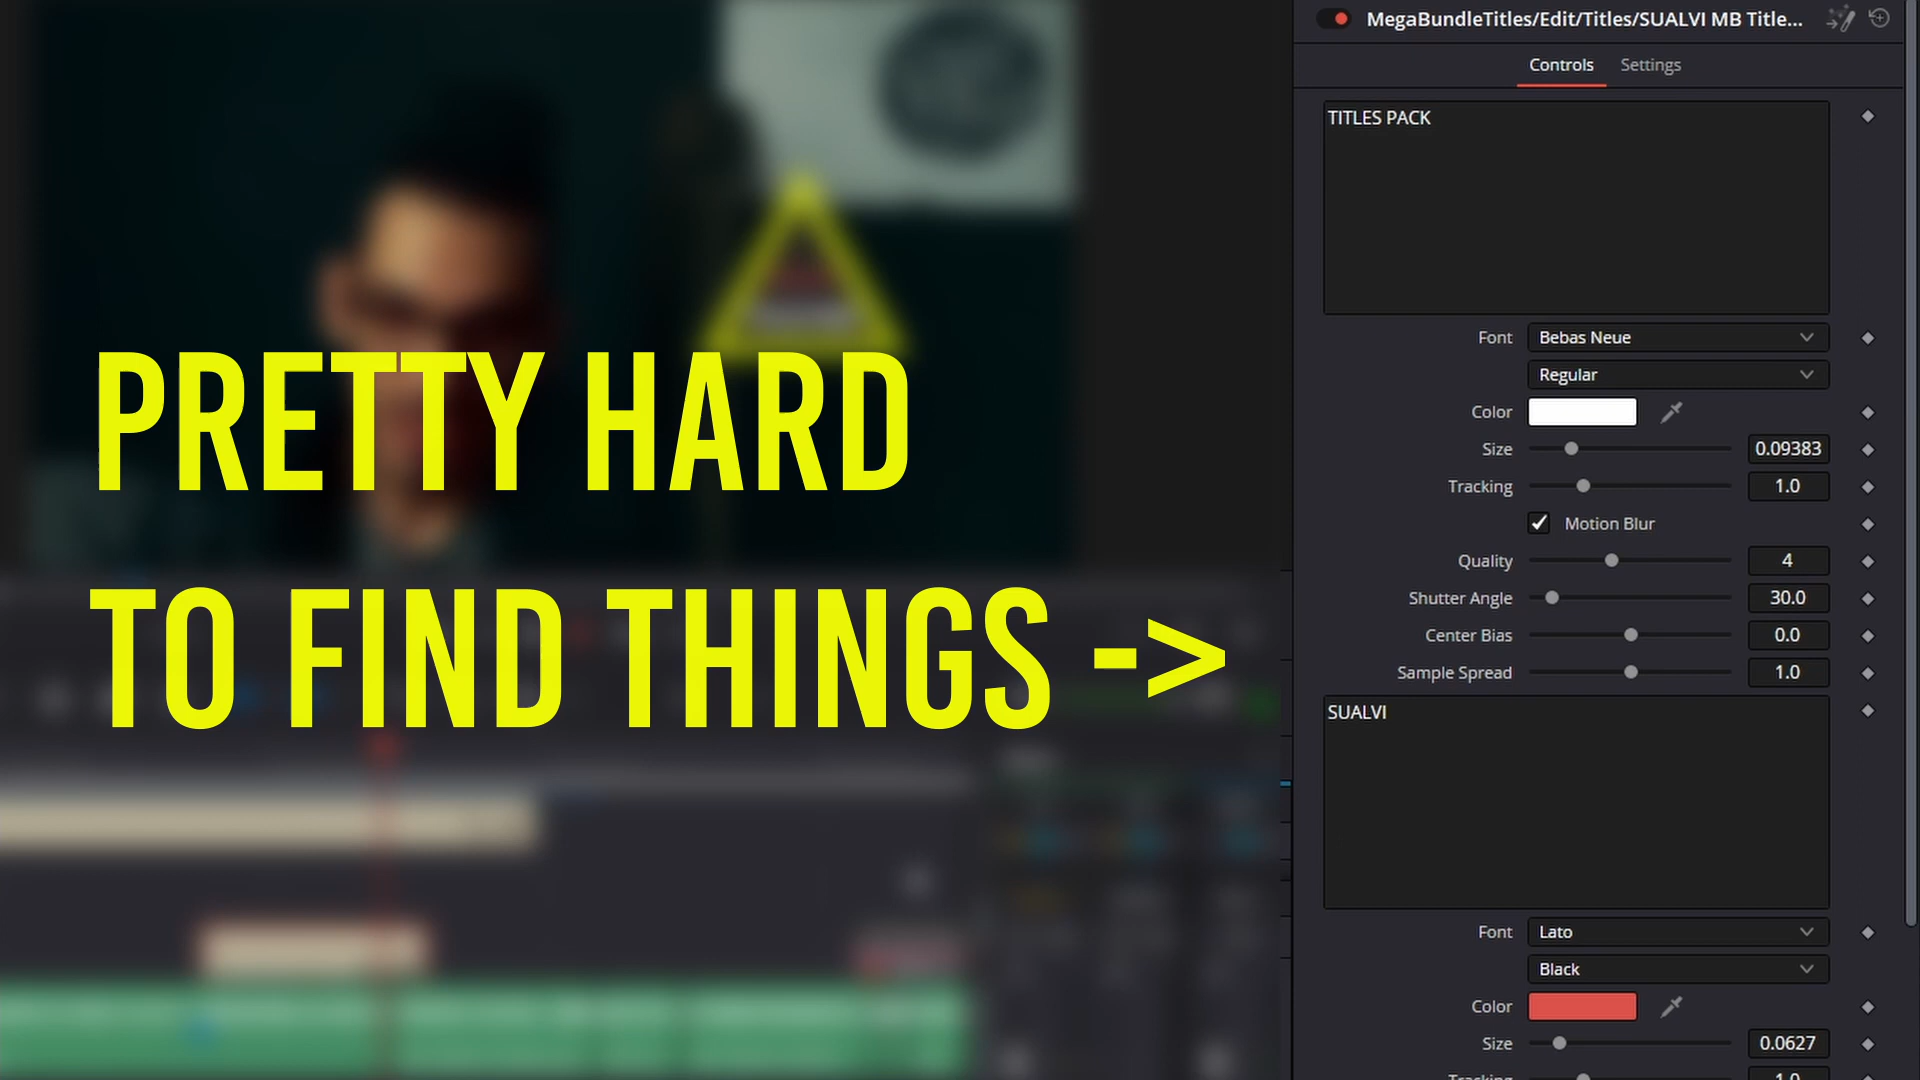 MegaBundleTitles/Edit/Titles/SUALVI MB Title...
Controls Settings
TITLES PACK
Font Bebas Neue
Regular
Color
Size 0.09383
Tracking 1.0
Motion Blur
Quality 4
Shutter Angle 30.0
Center Bias 0.0
Sample Spread 1.0
SUALVI
Font Lato
Black
Color
Size 0.0627
Tracking 1.0
PRETTY HARD
TO FIND THINGS ->